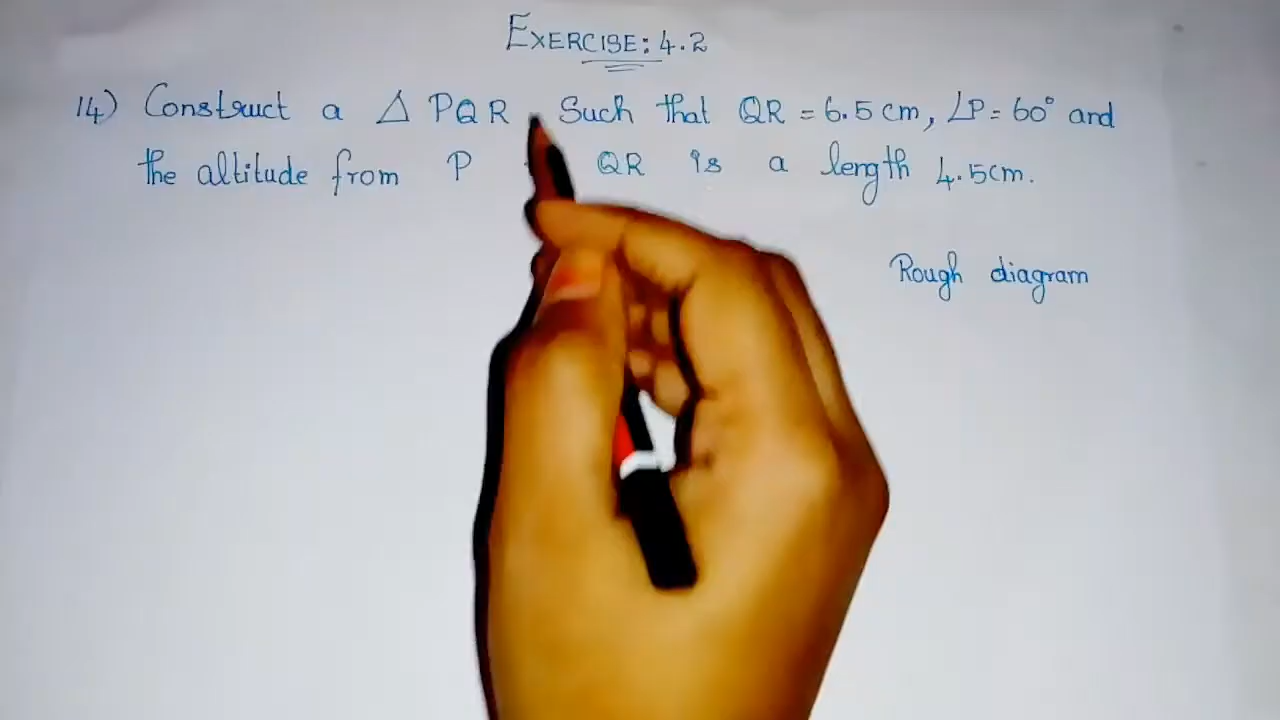 EXERCISE: 4.2
14) Construct a △ PQR Such that QR = 6.5 cm, ∠P = 60° and
the altitude from P QR is a length 4.5cm.
Rough diagram